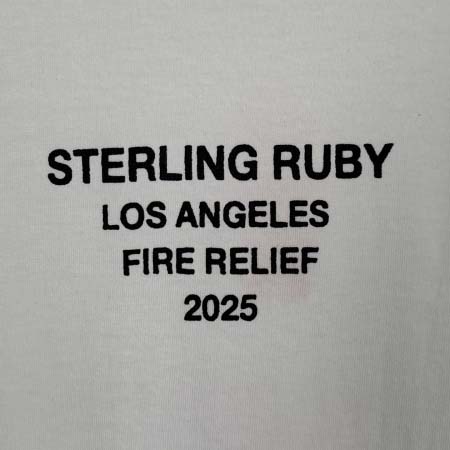 STERLING RUBY
LOS ANGELES
FIRE RELIEF
2025